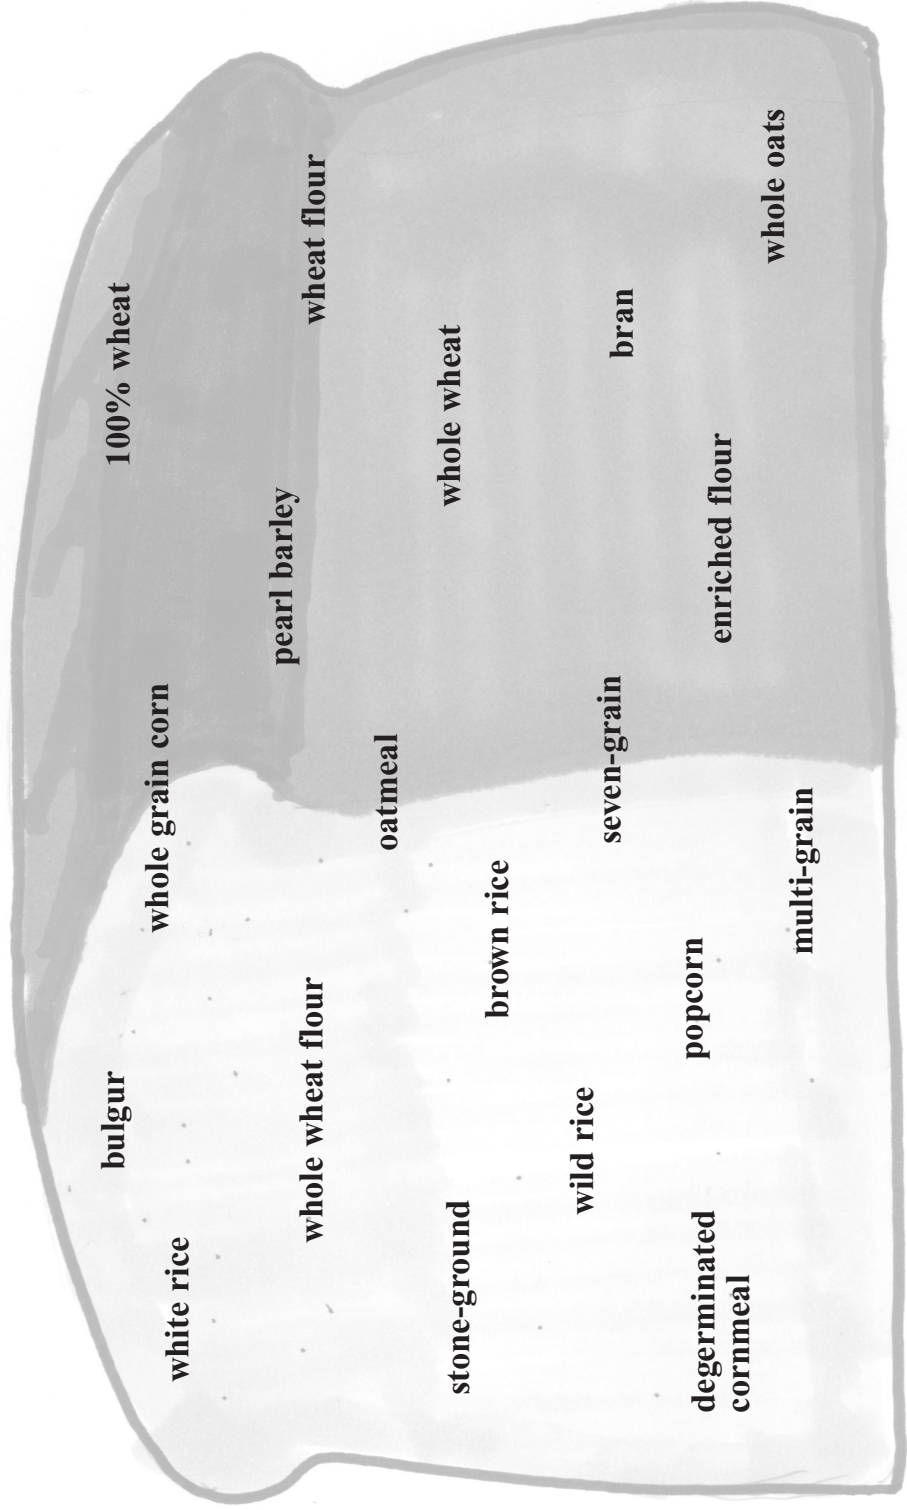 100% wheat
whole grain corn
bulgur
white rice
wheat flour
pearl barley
whole wheat flour
oatmeal
whole wheat
brown rice
stone-ground
bran
seven-grain
wild rice
enriched flour
popcorn
degerminated
cornmeal
whole oats
multi-grain